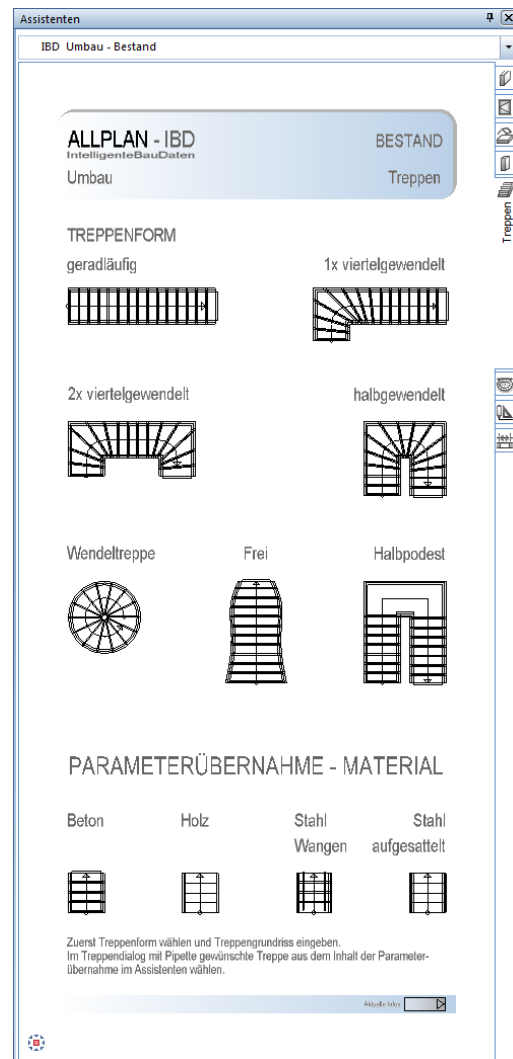 Assistenten
IBD Umbau - Bestand
ALLPLAN - IBD
IntelligenteBauDaten
BESTAND
Umbau
Treppen
Treppen
TREPPENFORM
geradläufig
1x viertelgewendelt
2x viertelgewendelt
halbgewendelt
Wendeltreppe
Frei
Halbpodest
PARAMETERÜBERNAHME - MATERIAL
Beton
Holz
Stahl
Wangen
Stahl
aufgesattelt
Zuerst Treppenform wählen und Treppengrundriss eingeben.
Im Treppendialog mit Pipette gewünschte Treppe aus dem Inhalt der Parameter-
übernahme im Assistenten wählen.
Aktuelle Infos